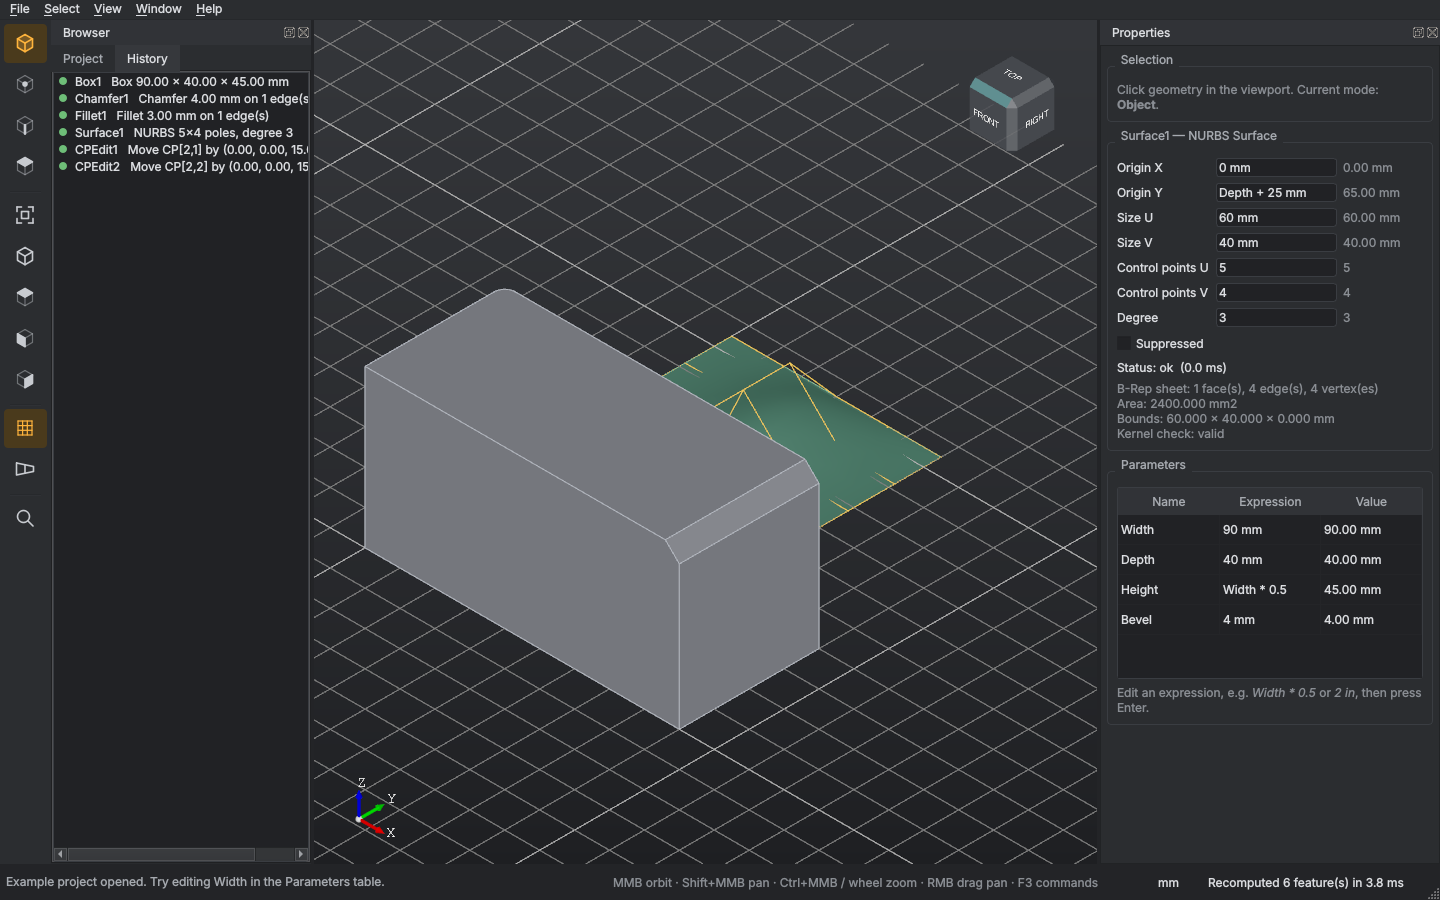 File Select View Window Help
Browser
Properties
Project History
Box1 Box 90.00 × 40.00 × 45.00 mm
Chamfer1 Chamfer 4.00 mm on 1 edge(s
Fillet1 Fillet 3.00 mm on 1 edge(s)
Surface1 NURBS 5×4 poles, degree 3
CPEdit1 Move CP[2,1] by (0.00, 0.00, 15.
CPEdit2 Move CP[2,2] by (0.00, 0.00, 15
TOP
FRONT
RIGHT
Z
Y
X
Selection
Click geometry in the viewport. Current mode:
Object.
Surface1 — NURBS Surface
Origin X 0 mm 0.00 mm
Origin Y Depth + 25 mm 65.00 mm
Size U 60 mm 60.00 mm
Size V 40 mm 40.00 mm
Control points U 5 5
Control points V 4 4
Degree 3 3
Suppressed
Status: ok (0.0 ms)
B-Rep sheet: 1 face(s), 4 edge(s), 4 vertex(es)
Area: 2400.000 mm2
Bounds: 60.000 × 40.000 × 0.000 mm
Kernel check: valid
Parameters
Name Expression Value
Width 90 mm 90.00 mm
Depth 40 mm 40.00 mm
Height Width * 0.5 45.00 mm
Bevel 4 mm 4.00 mm
Edit an expression, e.g. Width * 0.5 or 2 in, then press
Enter.
Example project opened. Try editing Width in the Parameters table.
MMB orbit · Shift+MMB pan · Ctrl+MMB / wheel zoom · RMB drag pan · F3 commands
mm
Recomputed 6 feature(s) in 3.8 ms